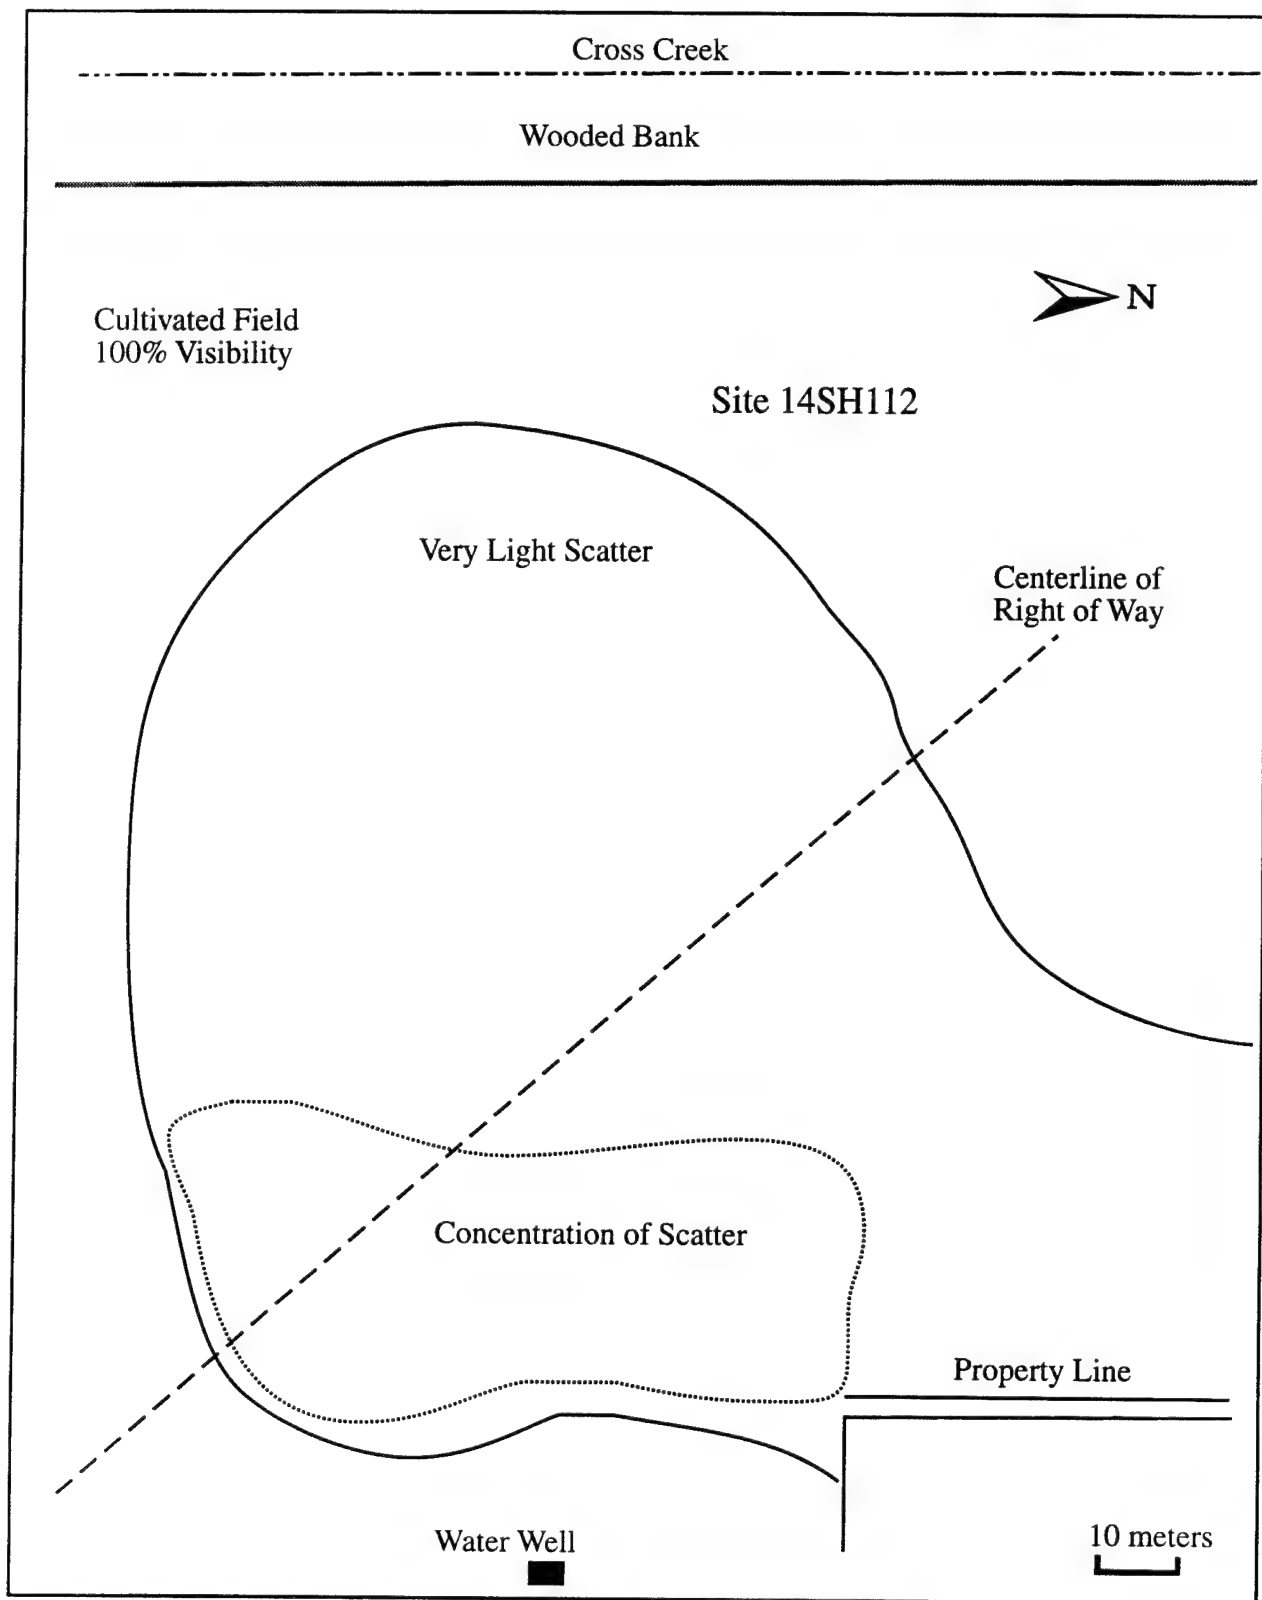 Cross Creek
Wooded Bank
N
Cultivated Field
100% Visibility
Site 14SH112
Very Light Scatter
Centerline of
Right of Way
Concentration of Scatter
Property Line
Water Well
10 meters